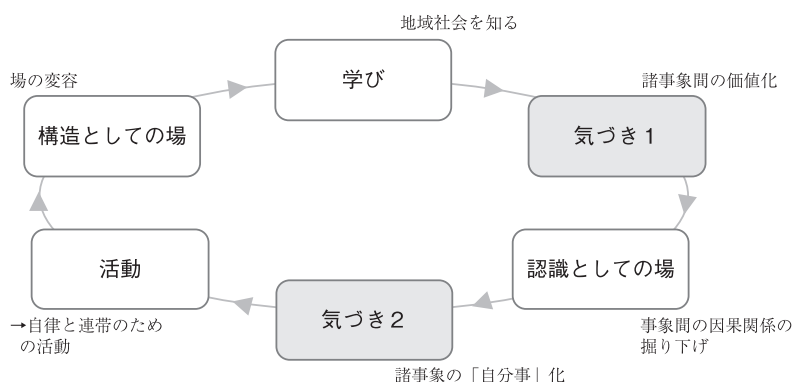 地域社会を知る
学び
場の変容
構造としての場
諸事象間の価値化
気づき1
活動
→自律と連帯のため
の活動
気づき2
諸事象の「自分事」化
認識としての場
事象間の因果関係の
掘り下げ